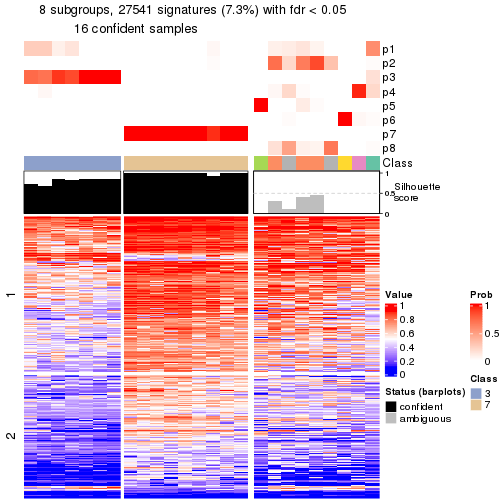 8 subgroups, 27541 signatures (7.3%) with fdr < 0.05
16 confident samples
p1
p2
p3
p4
p5
p6
p7
p8
Class
1
0.5
0
Silhouette
score
1
2
Value
1
0.8
0.6
0.4
0.2
0
Status (barplots)
confident
ambiguous
Prob
1
0.5
0
Class
3
7